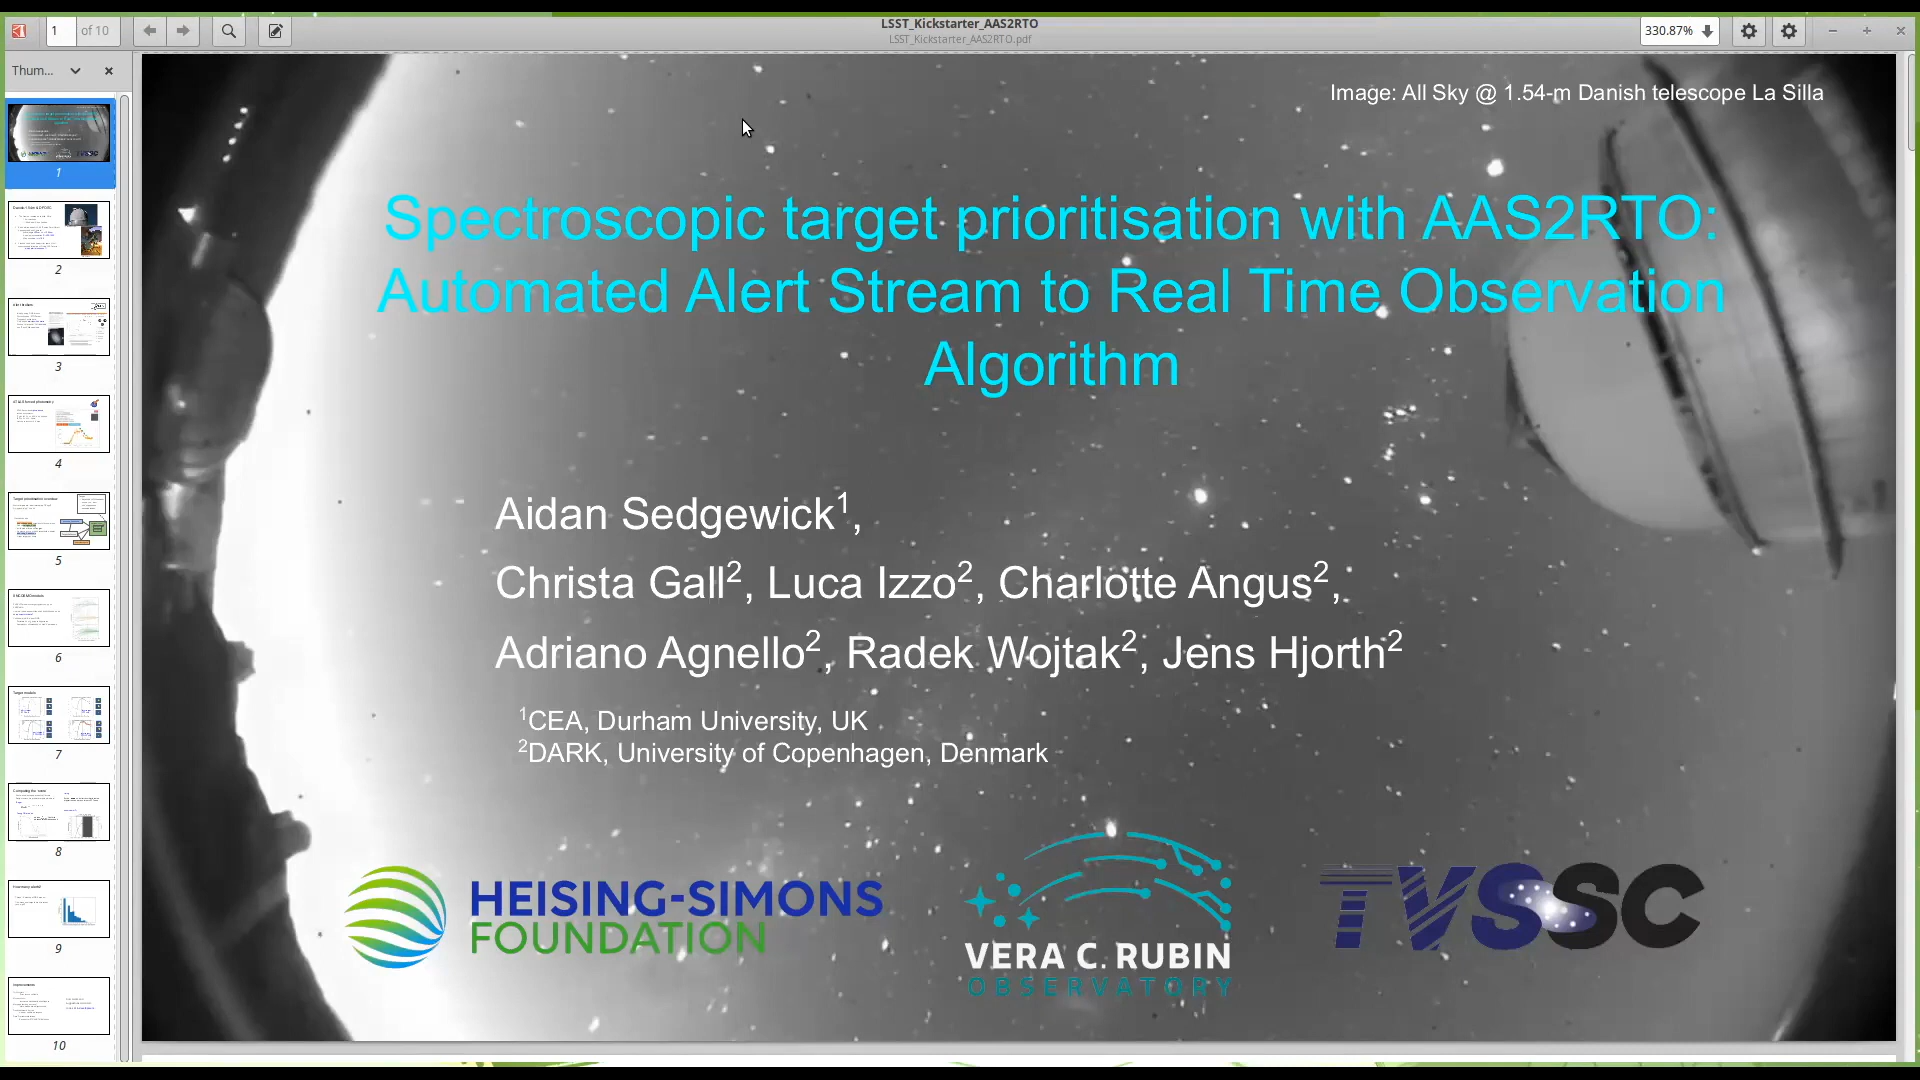 LSST_Kickstarter_AAS2RTO
LSST_Kickstarter_AAS2RTO.pdf
1 of 10
330.87%
Thum...
Image: All Sky @ 1.54-m Danish telescope La Silla
Spectroscopic target prioritisation with AAS2RTO:
Automated Alert Stream to Real Time Observation
Algorithm
Aidan Sedgewick1,
Christa Gall2, Luca Izzo2, Charlotte Angus2,
Adriano Agnello2, Radek Wojtak2, Jens Hjorth2
1CEA, Durham University, UK
2DARK, University of Copenhagen, Denmark
HEISING-SIMONS
FOUNDATION
VERA C. RUBIN
OBSERVATORY
TVSSC
1
2
3
4
5
6
7
8
9
10